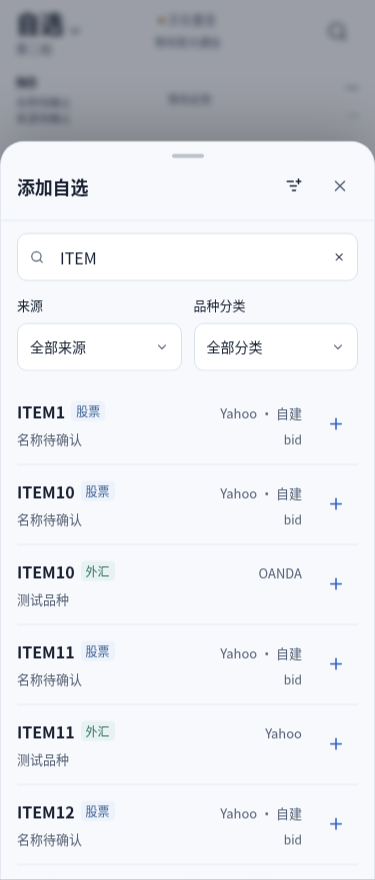 自选
添加自选
ITEM
来源
品种分类
全部来源
全部分类
ITEM1 股票
Yahoo · 自建
名称待确认
bid
ITEM10 股票
Yahoo · 自建
名称待确认
bid
ITEM10 外汇
OANDA
测试品种
ITEM11 股票
Yahoo · 自建
名称待确认
bid
ITEM11 外汇
Yahoo
测试品种
ITEM12 股票
Yahoo · 自建
名称待确认
bid